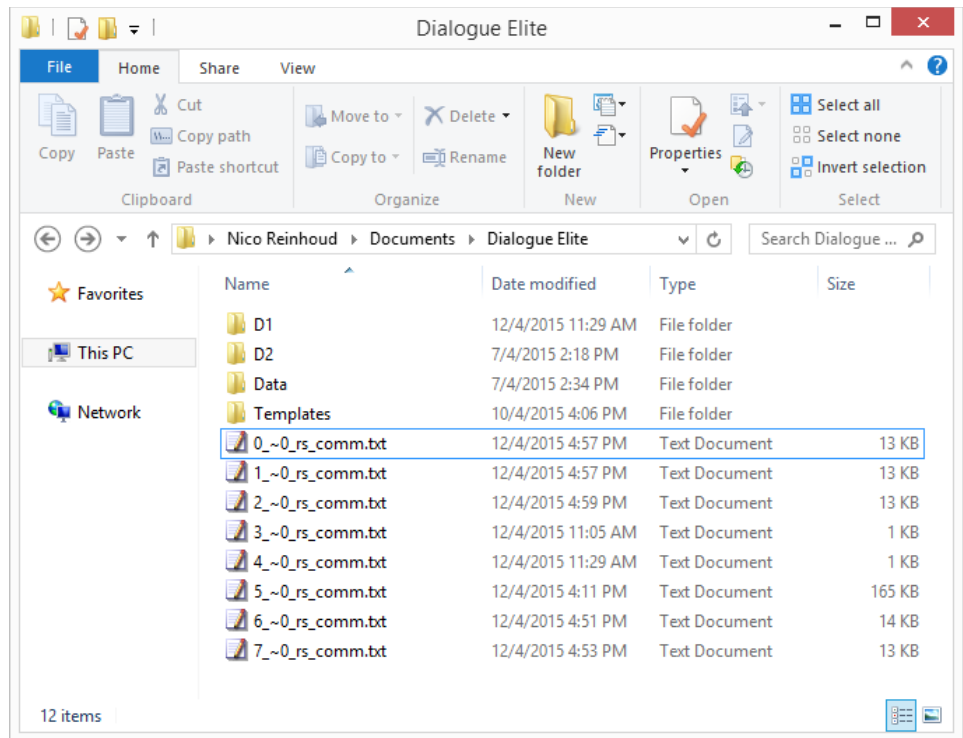 Dialogue Elite
File Home Share View
Cut
Copy path
Paste shortcut
Copy Paste
Clipboard
Move to Delete
Copy to Rename
Organize
New folder
New
Properties
Open
Select all
Select none
Invert selection
Select
Nico Reinhoud Documents Dialogue Elite Search Dialogue ...
Favorites
This PC
Network
Name Date modified Type Size
D1 12/4/2015 11:29 AM File folder
D2 7/4/2015 2:18 PM File folder
Data 7/4/2015 2:34 PM File folder
Templates 10/4/2015 4:06 PM File folder
0_~0_rs_comm.txt 12/4/2015 4:57 PM Text Document 13 KB
1_~0_rs_comm.txt 12/4/2015 4:57 PM Text Document 13 KB
2_~0_rs_comm.txt 12/4/2015 4:59 PM Text Document 13 KB
3_~0_rs_comm.txt 12/4/2015 11:05 AM Text Document 1 KB
4_~0_rs_comm.txt 12/4/2015 11:29 AM Text Document 1 KB
5_~0_rs_comm.txt 12/4/2015 4:11 PM Text Document 165 KB
6_~0_rs_comm.txt 12/4/2015 4:51 PM Text Document 14 KB
7_~0_rs_comm.txt 12/4/2015 4:53 PM Text Document 13 KB
12 items